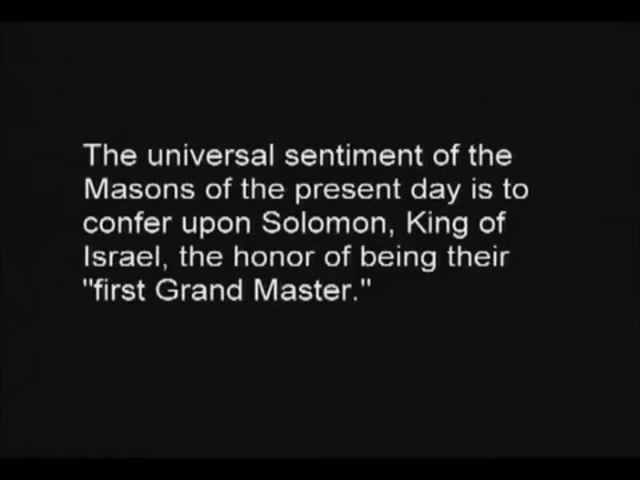 The universal sentiment of the
Masons of the present day is to
confer upon Solomon, King of
Israel, the honor of being their
"first Grand Master."